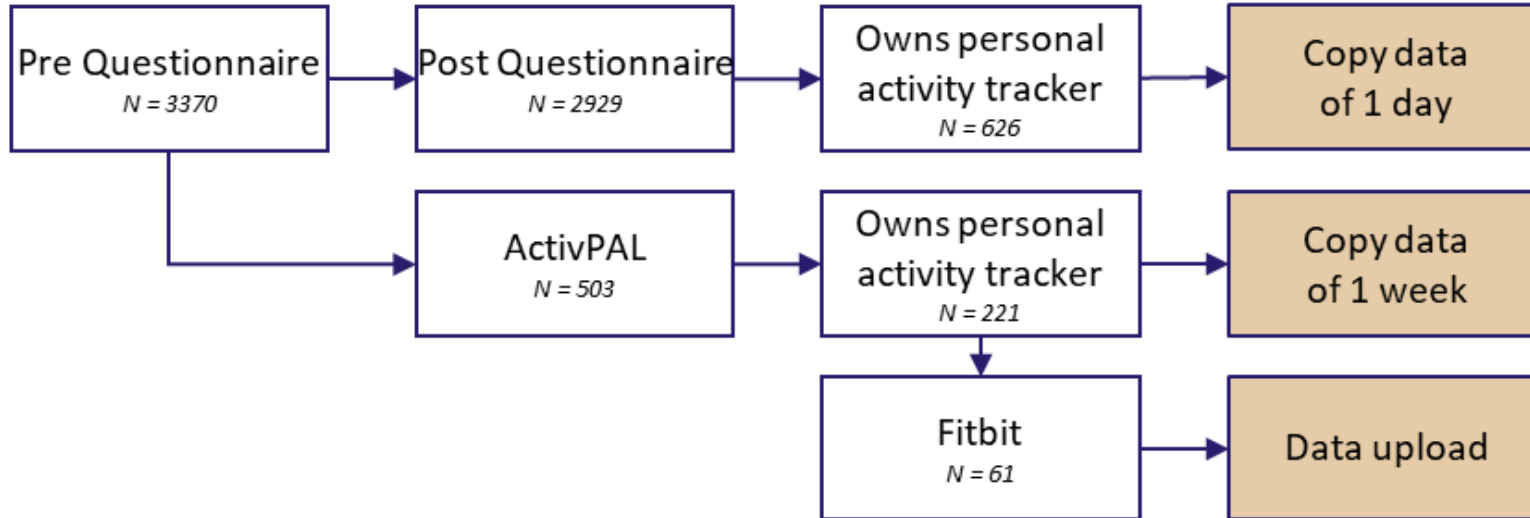 Pre Questionnaire
N = 3370
Post Questionnaire
N = 2929
Owns personal
activity tracker
N = 626
Copy data
of 1 day
ActivPAL
N = 503
Owns personal
activity tracker
N = 221
Copy data
of 1 week
Fitbit
N = 61
Data upload